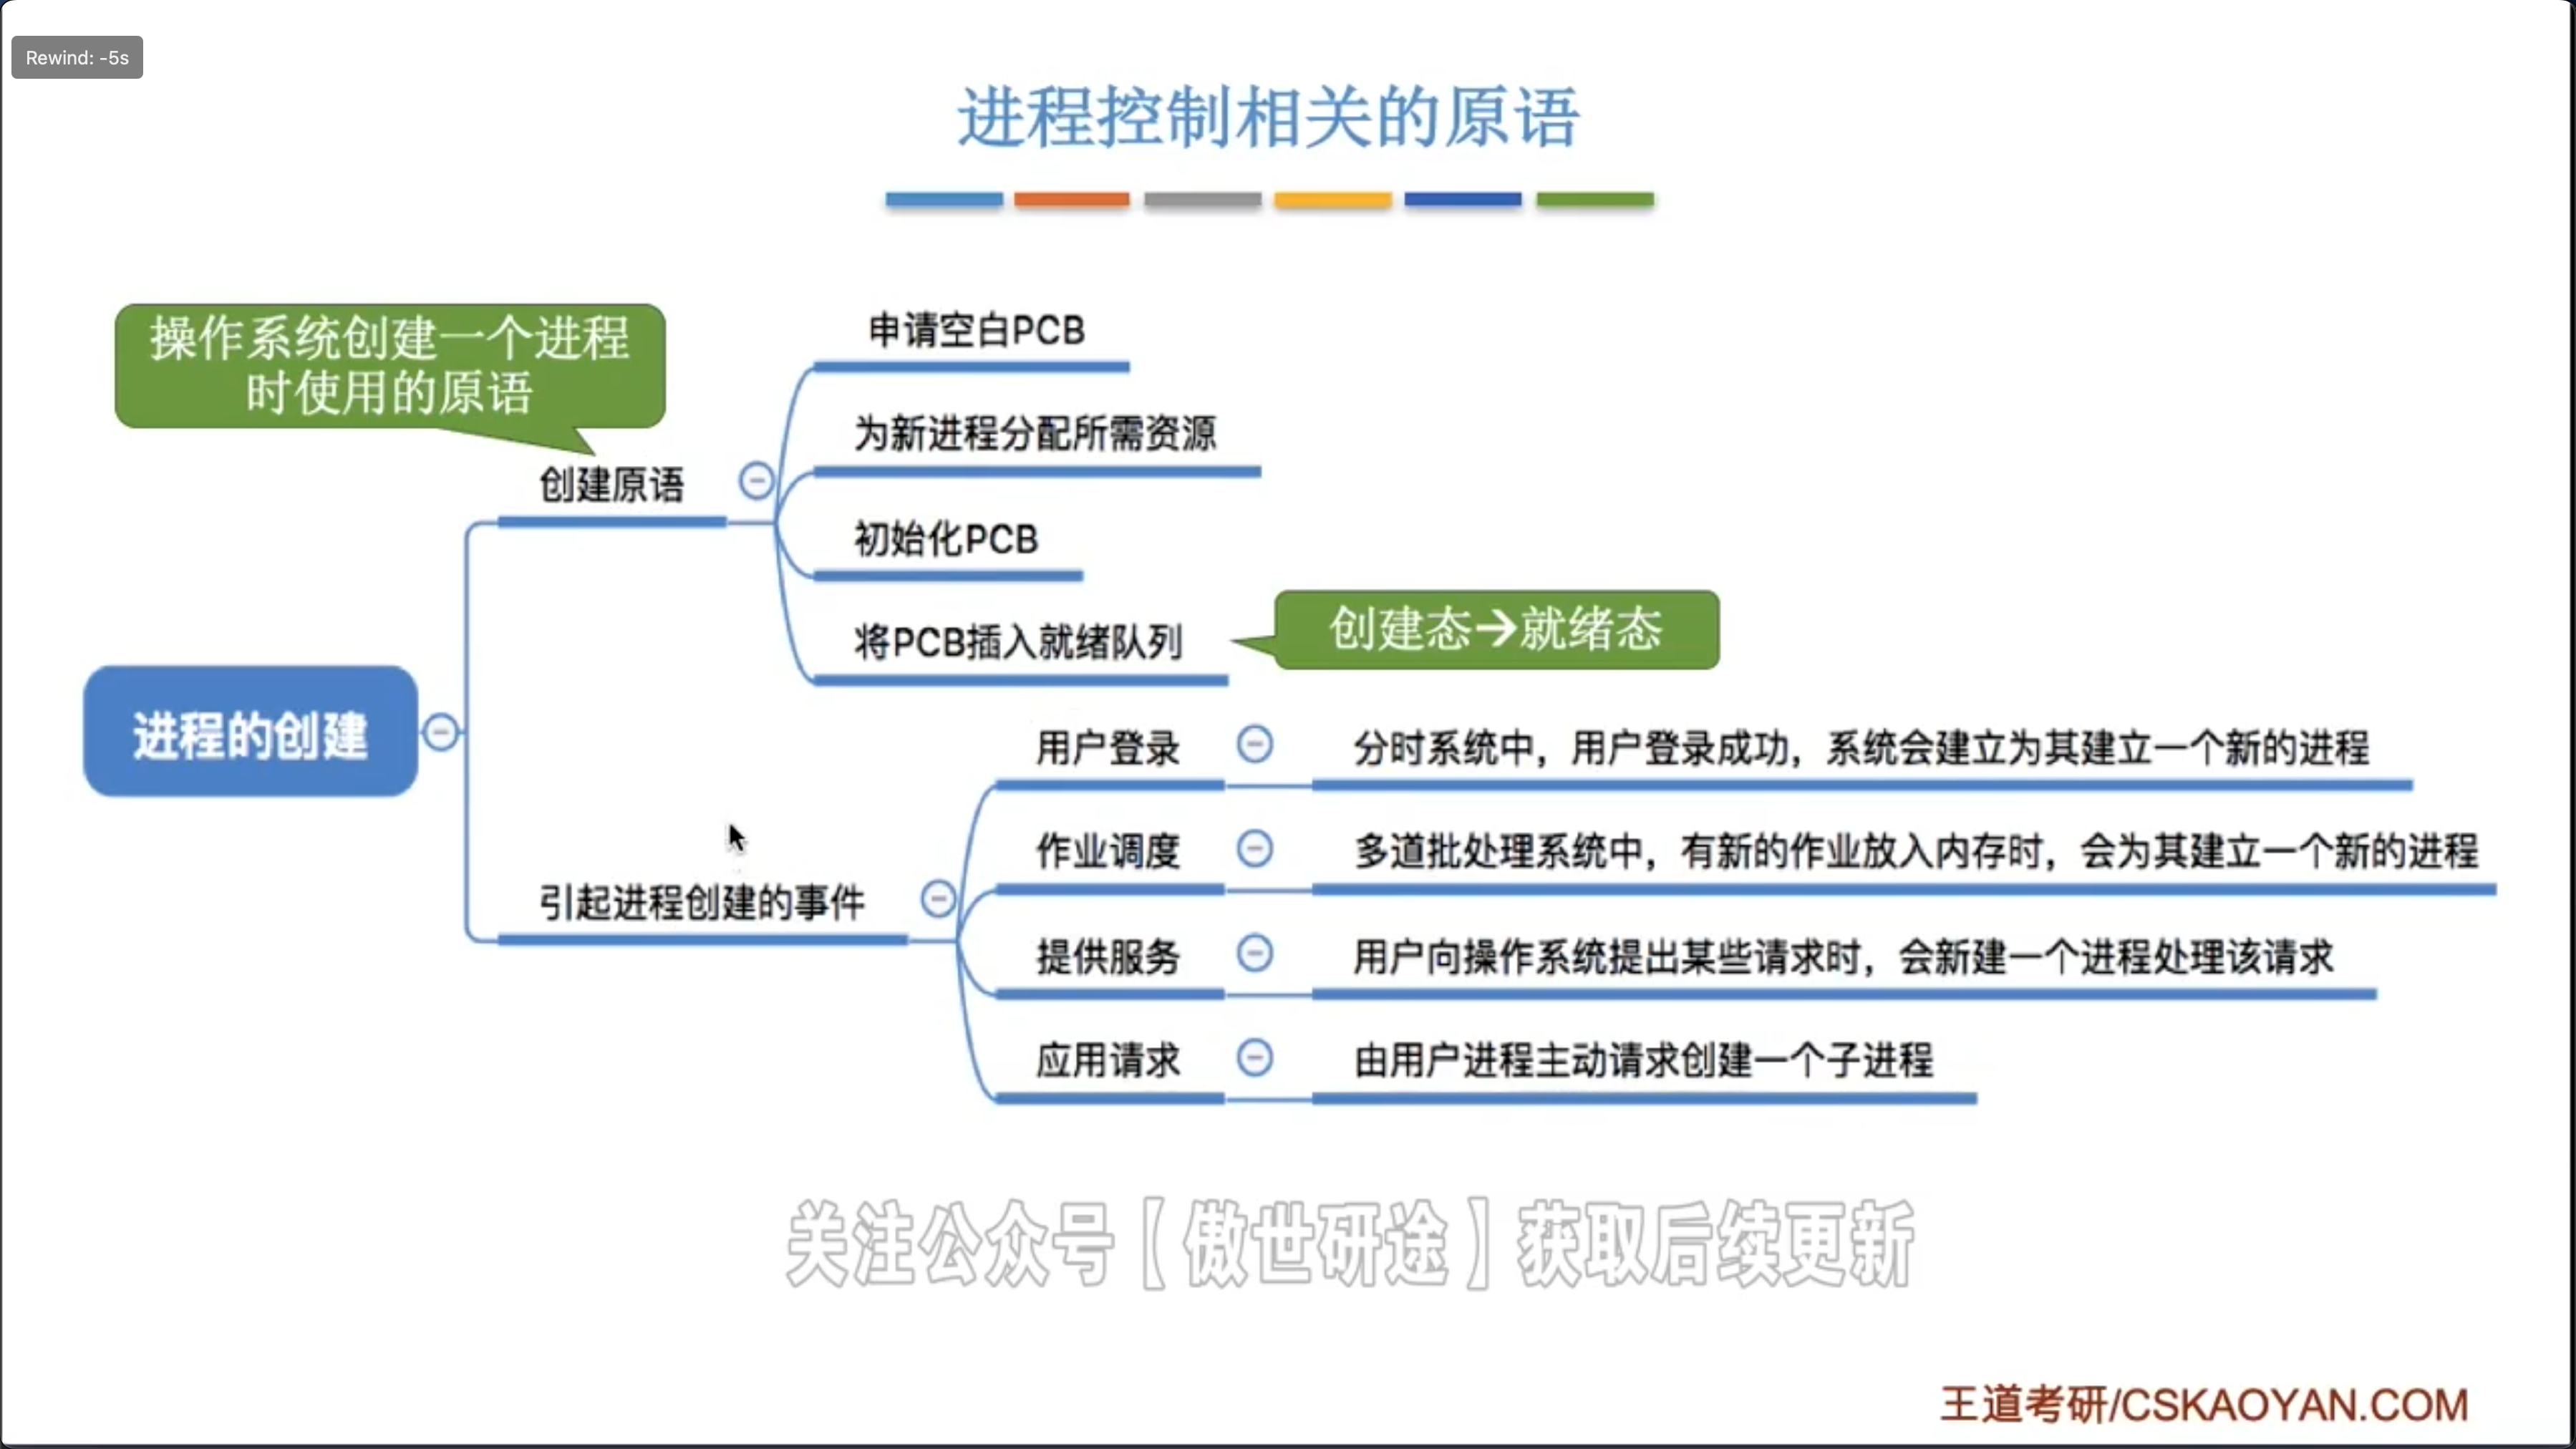 Rewind: -5s
进程控制相关的原语
操作系统创建一个进程
时使用的原语
创建原语
申请空白PCB
为新进程分配所需资源
初始化PCB
将PCB插入就绪队列
创建态→就绪态
进程的创建
引起进程创建的事件
用户登录
分时系统中，用户登录成功，系统会建立为其建立一个新的进程
作业调度
多道批处理系统中，有新的作业放入内存时，会为其建立一个新的进程
提供服务
用户向操作系统提出某些请求时，会新建一个进程处理该请求
应用请求
由用户进程主动请求创建一个子进程
关注公众号【傲世研途】获取后续更新
王道考研/CSKAOYAN.COM